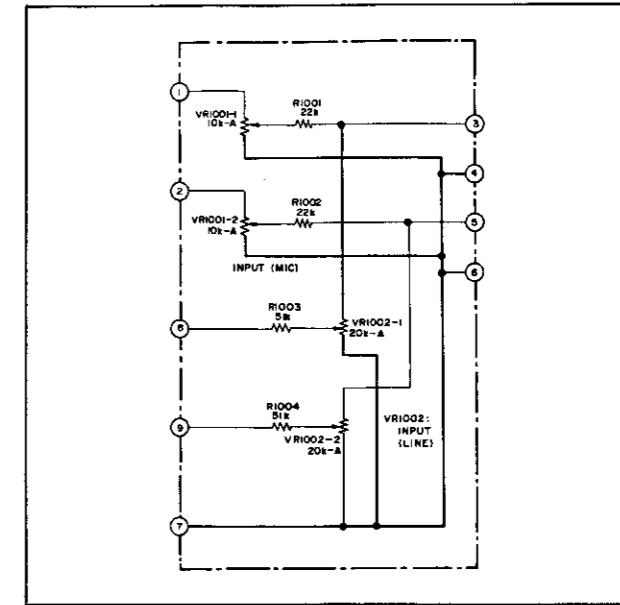 1
VR1001-1
10k-A
R1001
22k
3
4
2
VR1001-2
10k-A
R1002
22k
5
INPUT (MIC)
6
8
R1003
51k
VR1002-1
20k-A
9
R1004
51k
VR1002-2
20k-A
VR1002:
INPUT
(LINE)
7